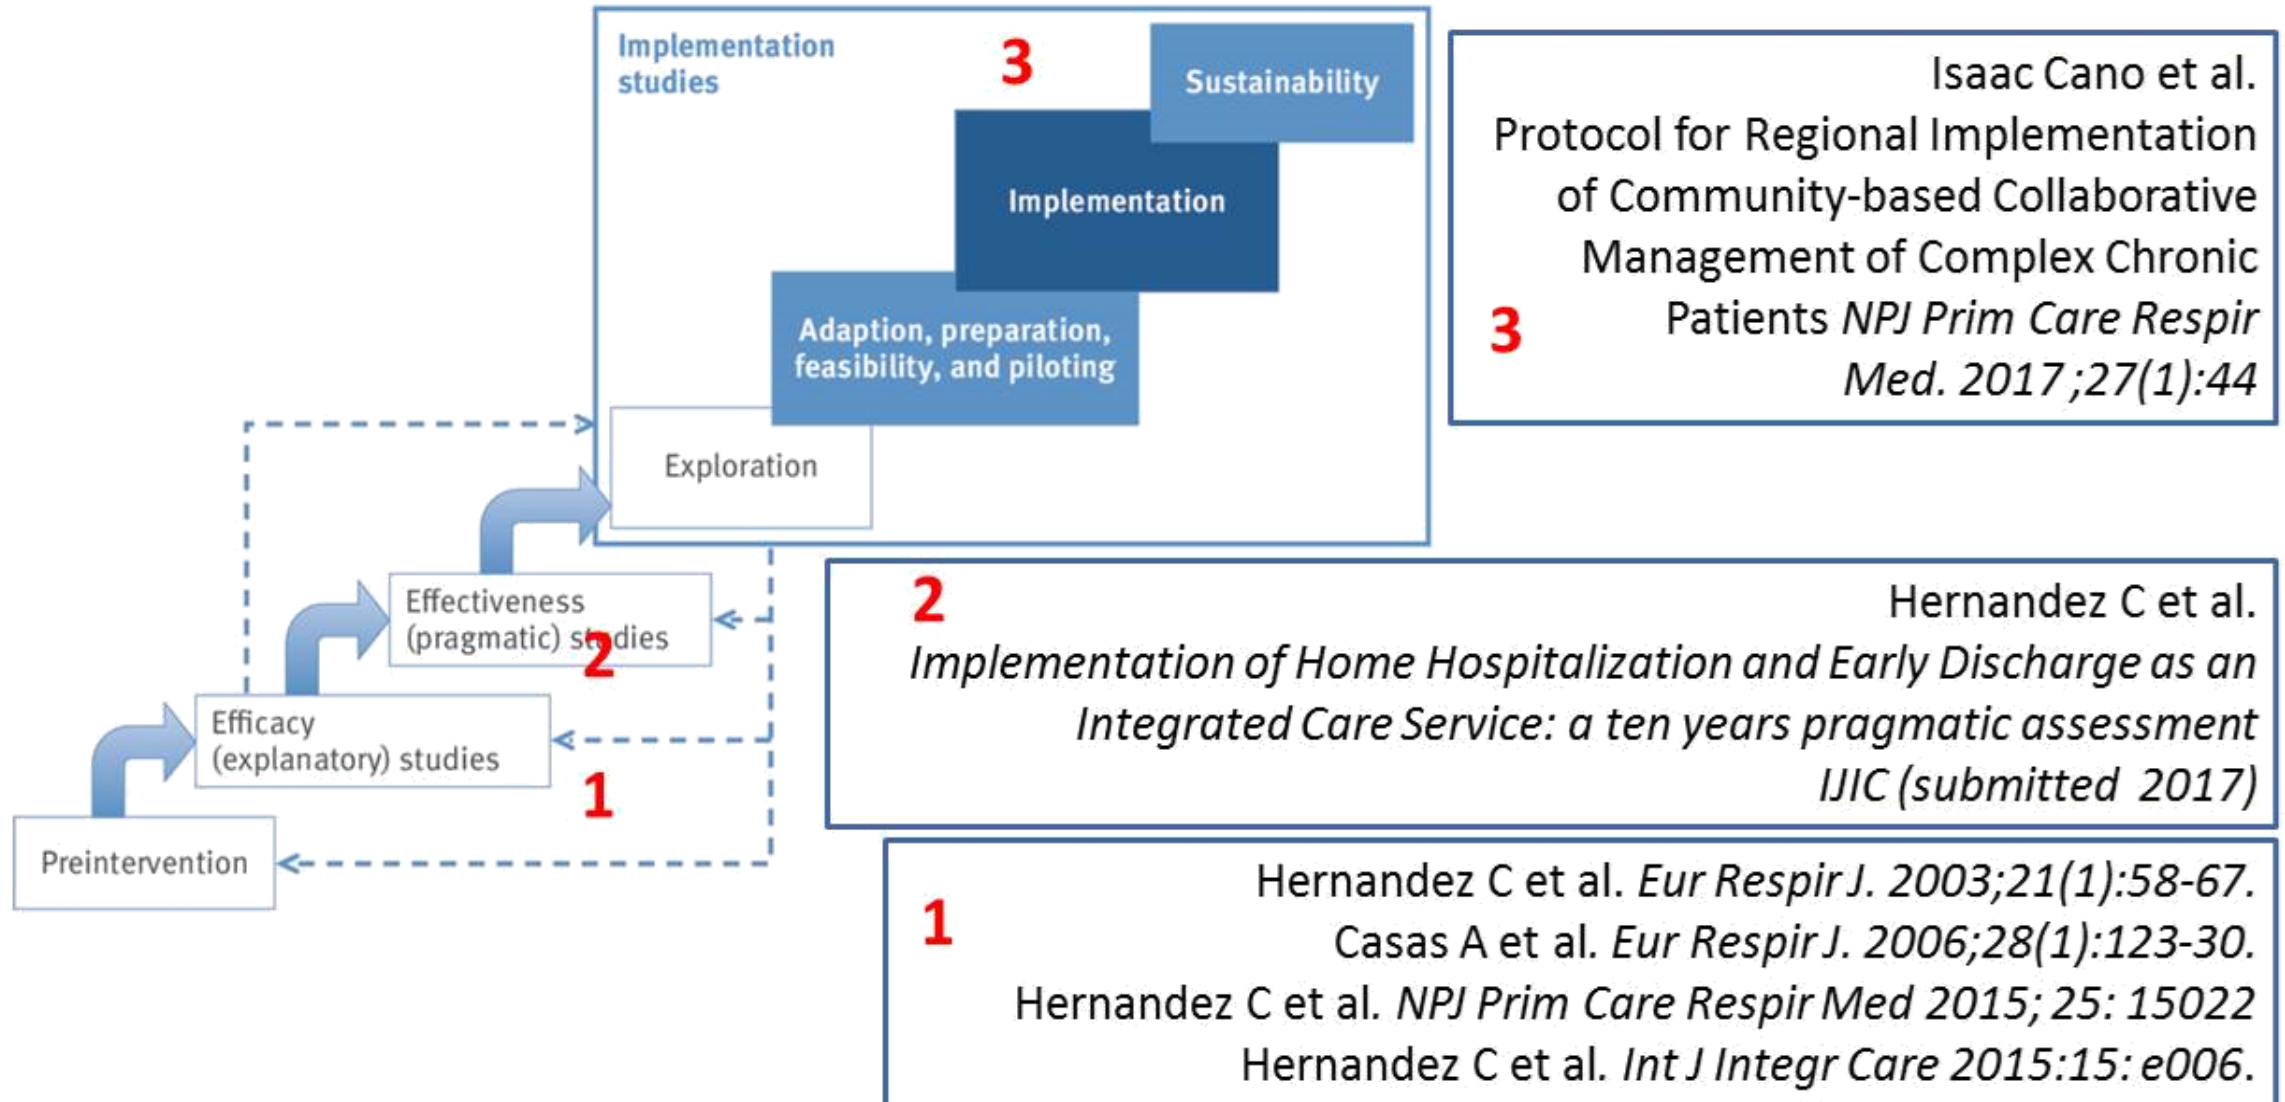 Implementation
studies
3
Sustainability
Implementation
Adaption, preparation,
feasibility, and piloting
Exploration
Effectiveness
(pragmatic) studies
2
Efficacy
(explanatory) studies
1
Preintervention
Isaac Cano et al.
Protocol for Regional Implementation
of Community-based Collaborative
Management of Complex Chronic
3
Patients NPJ Prim Care Respir
Med. 2017;27(1):44
2
Hernandez C et al.
Implementation of Home Hospitalization and Early Discharge as an
Integrated Care Service: a ten years pragmatic assessment
IJIC (submitted 2017)
1
Hernandez C et al. Eur Respir J. 2003;21(1):58-67.
Casas A et al. Eur Respir J. 2006;28(1):123-30.
Hernandez C et al. NPJ Prim Care Respir Med 2015; 25: 15022
Hernandez C et al. Int J Integr Care 2015:15: e006.